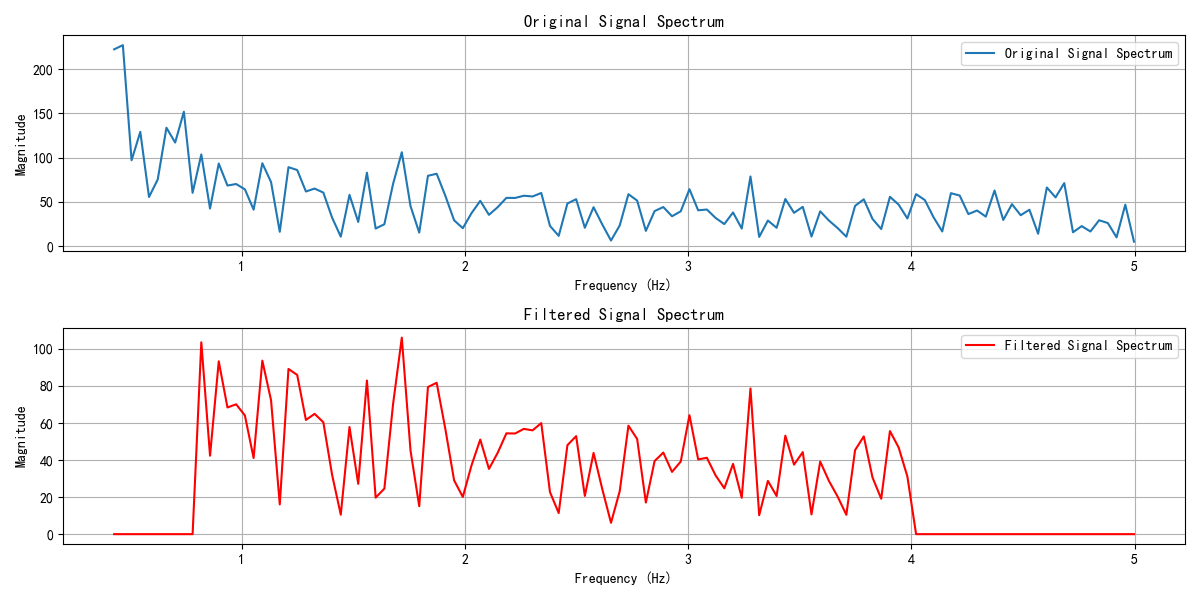 Original Signal Spectrum
Original Signal Spectrum
Magnitude
200
150
100
50
0
1 2 3 4 5
Frequency (Hz)
Filtered Signal Spectrum
Filtered Signal Spectrum
Magnitude
100
80
60
40
20
0
1 2 3 4 5
Frequency (Hz)